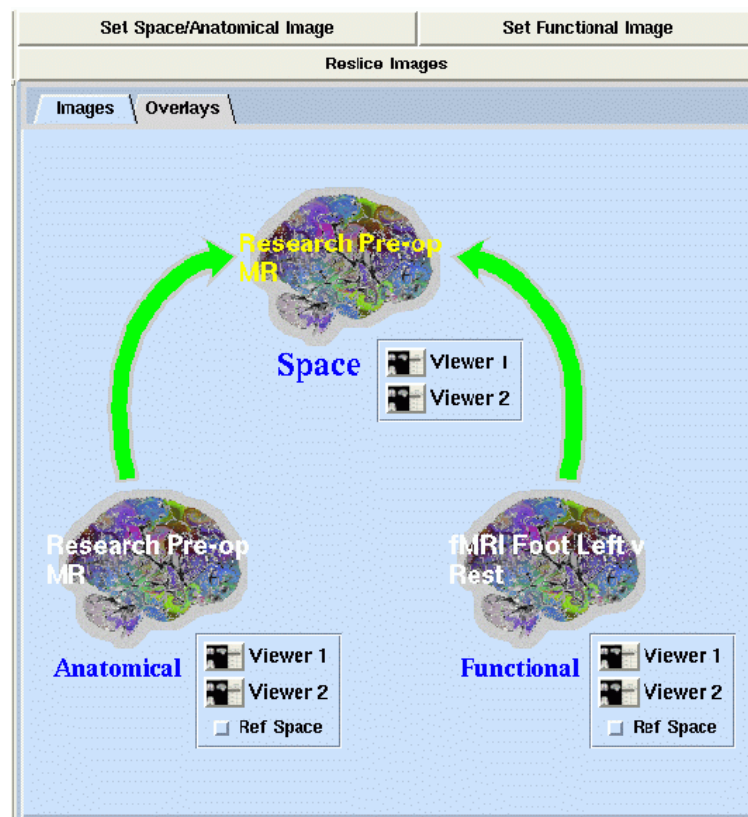 Set Space/Anatomical Image
Set Functional Image
Reslice Images
Images
Overlays
Research Pre-op
MR
Space
Viewer 1
Viewer 2
Research Pre-op
MR
Anatomical
Viewer 1
Viewer 2
Ref Space
fMRI Foot Left v
Rest
Functional
Viewer 1
Viewer 2
Ref Space